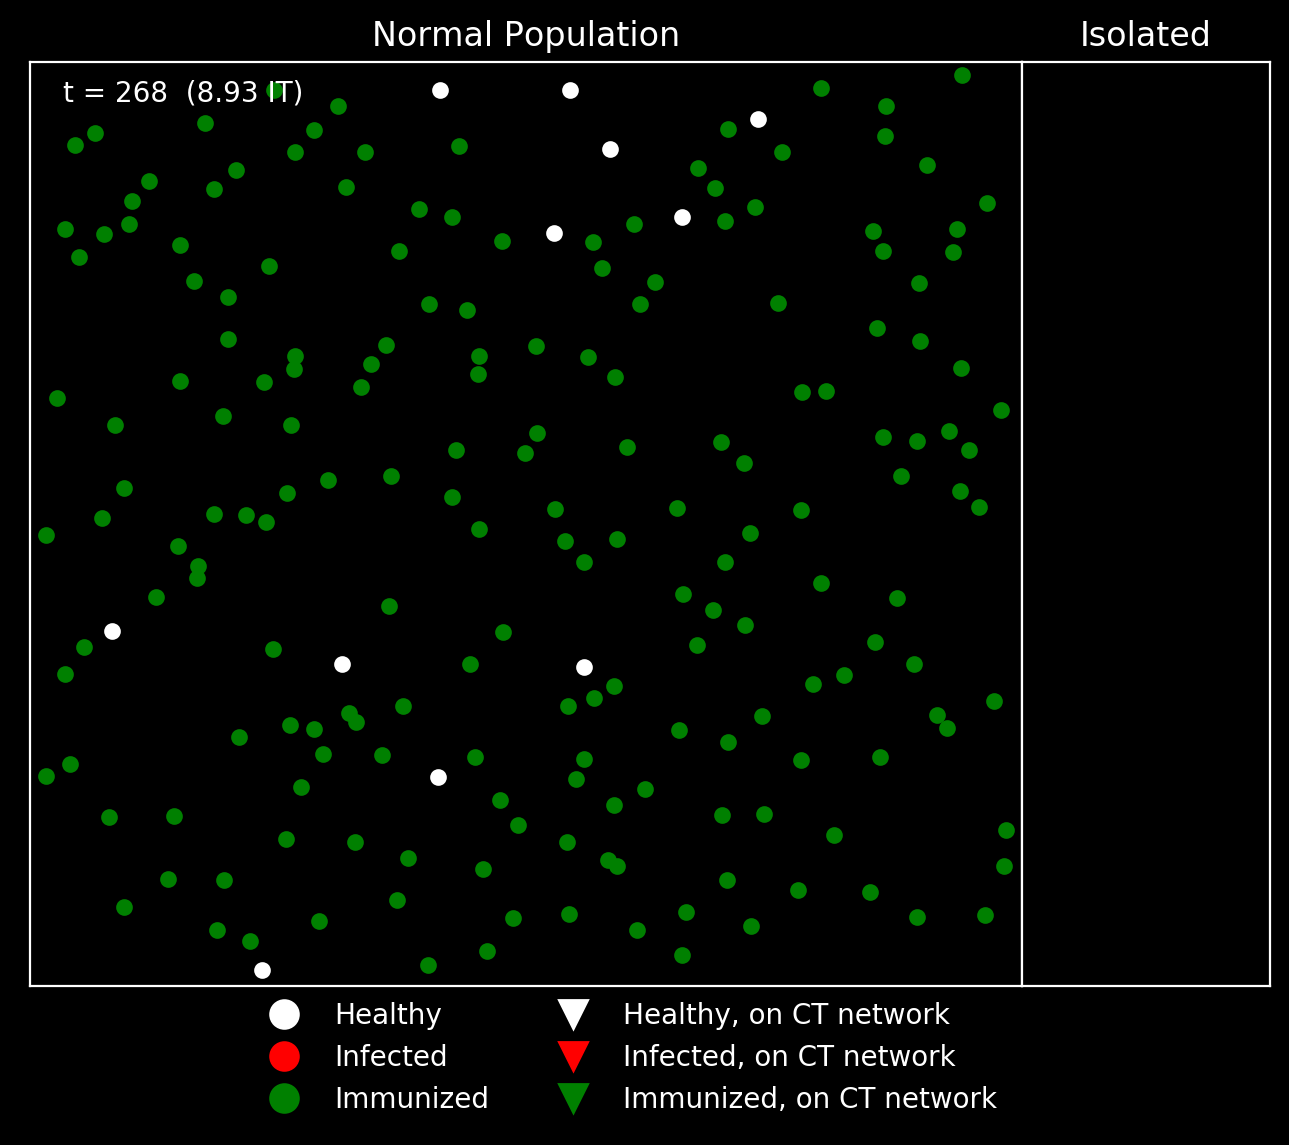 Normal Population
Isolated
t = 268  (8.93 IT)
Healthy
Infected
Immunized
Healthy, on CT network
Infected, on CT network
Immunized, on CT network